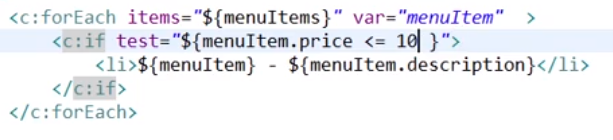 <c:forEach items="${menuItems}" var="menuItem" >
<c:if test="${menuItem.price <= 10 }">
<li>${menuItem} - ${menuItem.description}</li>
</c:if>
</c:forEach>